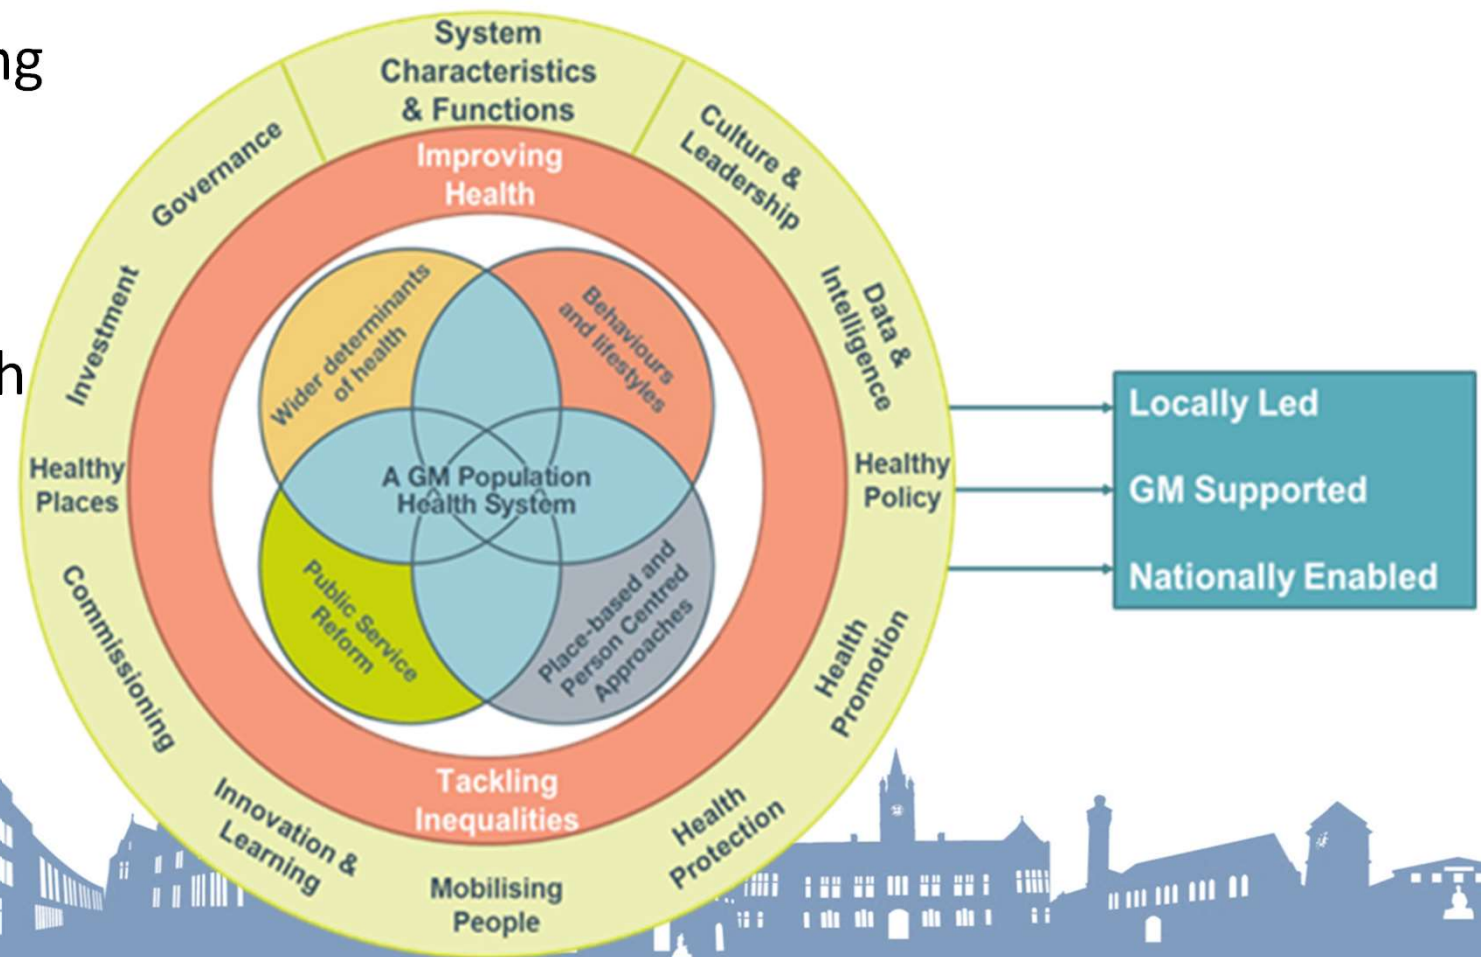 ng
h
System
Characteristics
& Functions
Culture &
Leadership
Data &
Intelligence
Healthy
Policy
Health
Promotion
Health
Protection
Mobilising
People
Innovation &
Learning
Commissioning
Healthy
Places
Investment
Governance
Improving
Health
Tackling
Inequalities
Wider determinants
of health
Behaviours
and lifestyles
A GM Population
Health System
Public Service
Reform
Place-based and
Person Centred
Approaches
Locally Led
GM Supported
Nationally Enabled